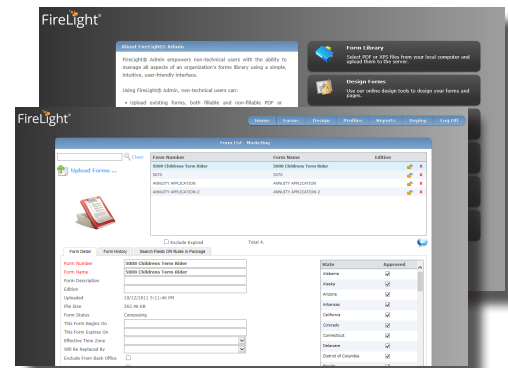 FireLight®
About FireLight® Admin
FireLight® Admin empowers non-technical users with the ability to
manage all aspects of an organization's forms library using a simple,
intuitive, user-friendly interface.
Using FireLight® Admin, non-technical users can:
• Upload existing forms, both fillable and non-fillable PDF or
Form Library
Select PDF or XPS files from your local computer and
upload them to the server.
Design Forms
Use our online design tools to design your forms and
pages.
FireLight®
Home Forms Design Profiles Reports Deploy Log Off
Form List - Marketing
Clear
Upload Forms ...
Form Number Form Name Edition
5008 Childrens Term Rider 5008 Childrens Term Rider X
5070 5070 X
ANNUITY APPLICATION ANNUITY APPLICATION X
ANNUITY APPLICATION-2 ANNUITY APPLICATION-2 X
Exclude Expired Total 4.
Form Detail Form History Search Fields OR Rules in Package
Form Number 5008 Childrens Term Rider
Form Name 5008 Childrens Term Rider
Form Description
Edition
Uploaded 10/12/2011 5:11:46 PM
File Size 362.46 KB
Form Status Composing
This Form Begins On
This Form Expires On
Effective Time Zone
Will Be Replaced By
Exclude From Back Office
State Approved
Alabama
Alaska
Arizona
Arkansas
California
Colorado
Connecticut
Delaware
District of Columbia